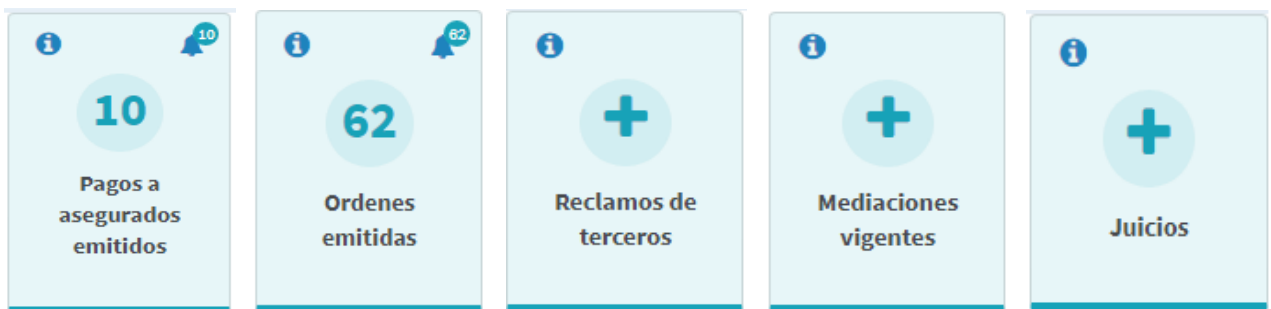 10
10
Pagos a
asegurados
emitidos
62
62
Ordenes
emitidas
+
Reclamos de
terceros
+
Mediaciones
vigentes
+
Juicios